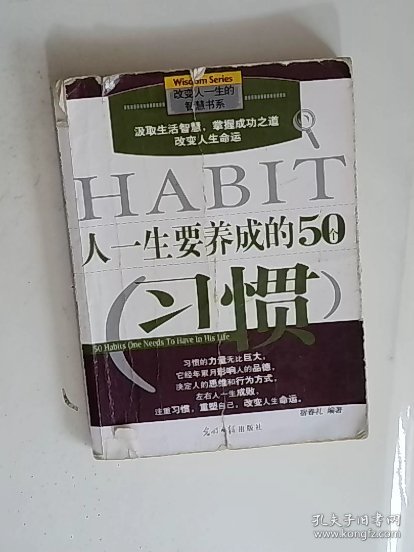 Wisdom Series
改变人一生的
智慧书系
汲取生活智慧，掌握成功之道
改变人生命运
HABIT
人一生要养成的50个
（习惯）
50 Habits One Needs To Have In His Life
习惯的力量无比巨大，
它经年累月影响人的品德，
决定人的思维和行为方式，
左右人一生成败，
注重习惯，重塑自己，改变人生命运。
宿春礼 编著
光明日报出版社
孔夫子旧书网
www.kongfz.com